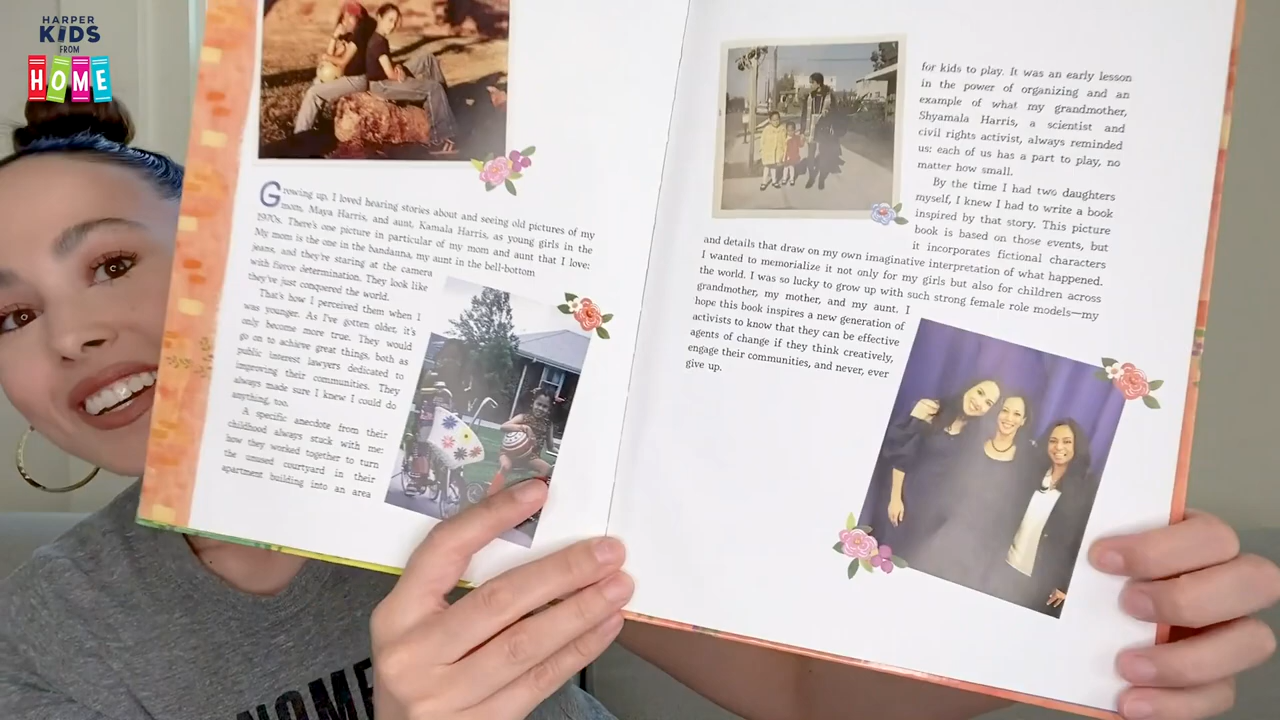 HARPER
KIDS
FROM
HOME
Growing up, I loved hearing stories about and seeing old pictures of my
mom, Maya Harris, and aunt, Kamala Harris, as young girls in the
1970s. There's one picture in particular of my mom and aunt that I love:
My mom is the one in the bandanna, my aunt in the bell-bottom
jeans, and they're staring at the camera
with fierce determination. They look like
they've just conquered the world.
That's how I perceived them when I
was younger. As I've gotten older, it's
only become more true. They would
go on to achieve great things, both as
public interest lawyers dedicated to
improving their communities. They
always made sure I knew I could do
anything, too.
A specific anecdote from their
childhood always stuck with me:
how they worked together to turn
the unused courtyard in their
apartment building into an area
for kids to play. It was an early lesson
in the power of organizing and an
example of what my grandmother,
Shyamala Harris, a scientist and
civil rights activist, always reminded
us: each of us has a part to play, no
matter how small.
By the time I had two daughters
myself, I knew I had to write a book
inspired by that story. This picture
book is based on those events, but
it incorporates fictional characters
and details that draw on my own imaginative interpretation of what happened.
I wanted to memorialize it not only for my girls but also for children across
the world. I was so lucky to grow up with such strong female role models—my
grandmother, my mother, and my aunt. I
hope this book inspires a new generation of
activists to know that they can be effective
agents of change if they think creatively,
engage their communities, and never, ever
give up.